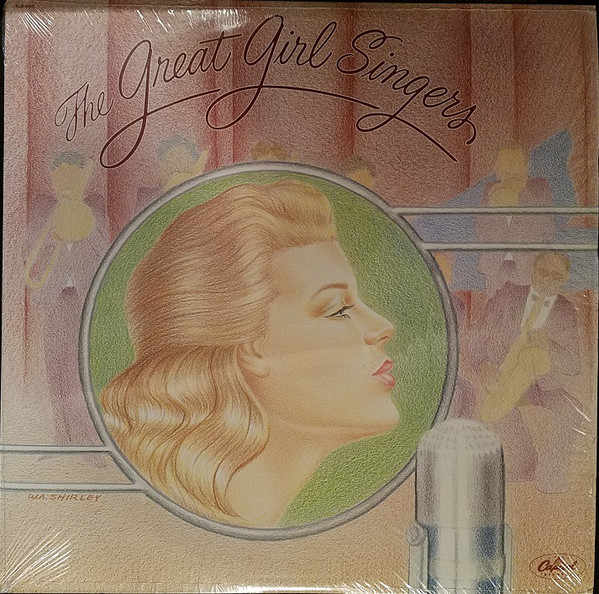 The Great Girl Singers
W.A. SHIRLEY
Capitol